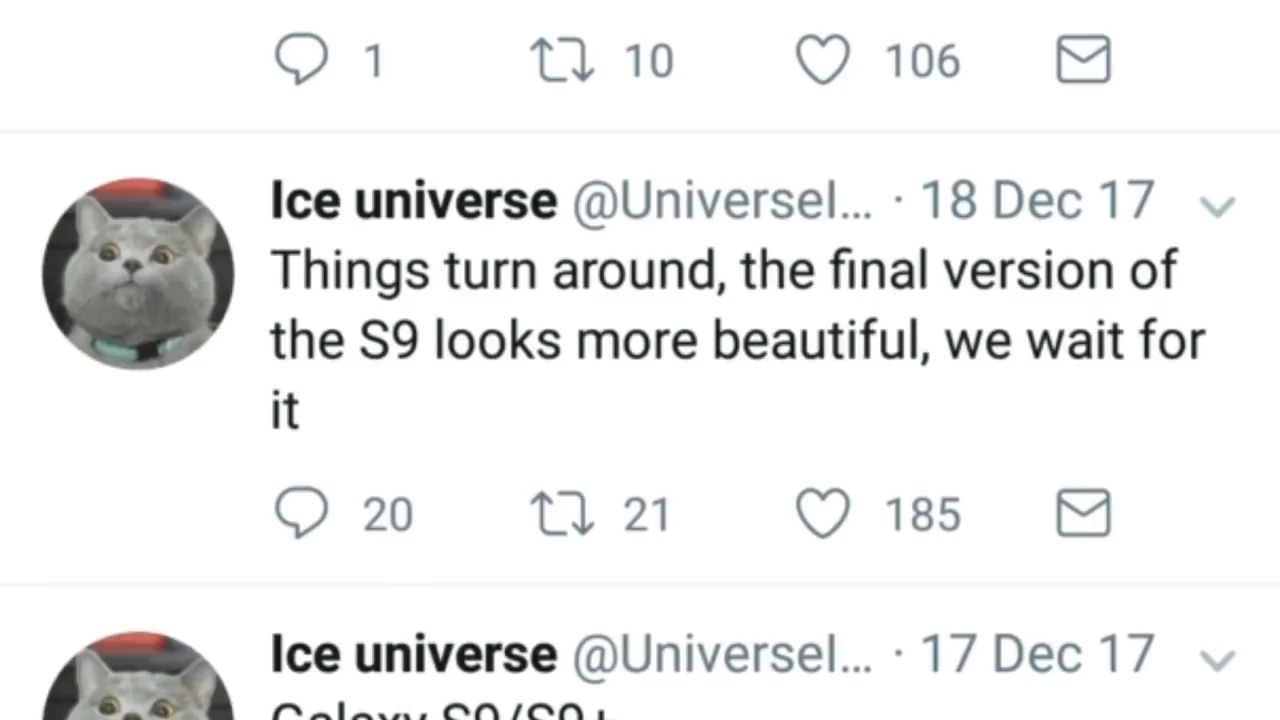 1 10 106
Ice universe @Universel... · 18 Dec 17
Things turn around, the final version of
the S9 looks more beautiful, we wait for
it
20 21 185
Ice universe @Universel... · 17 Dec 17
Galaxy S9/S9+